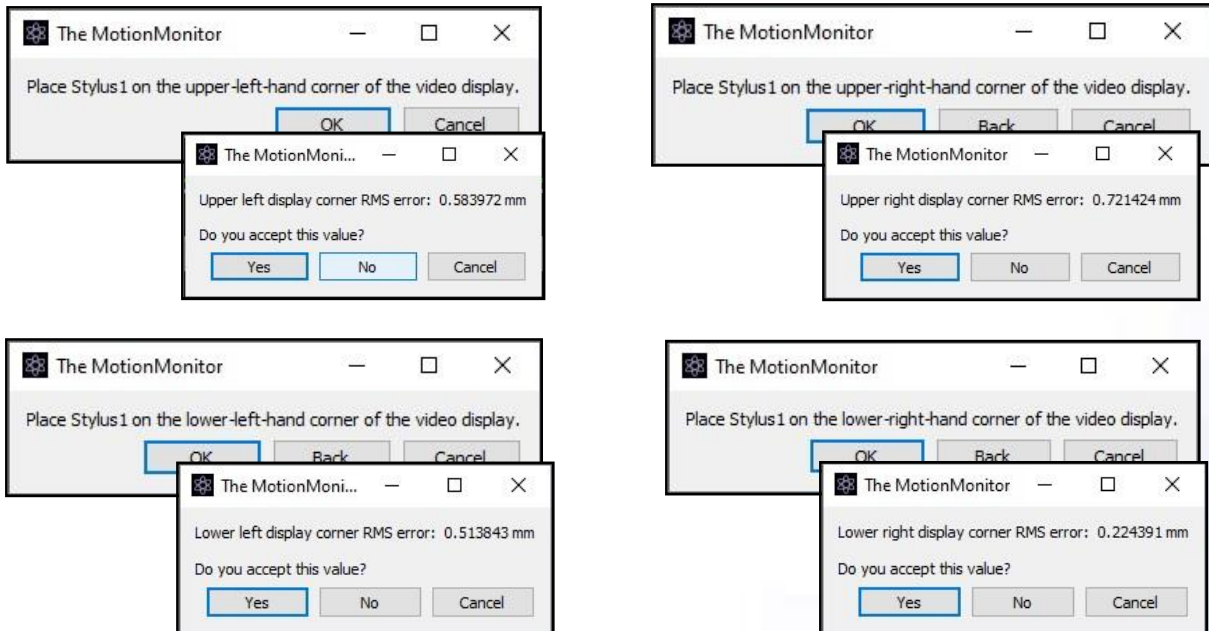 The MotionMonitor
Place Stylus1 on the upper-left-hand corner of the video display.
OK Cancel
The MotionMoni...
Upper left display corner RMS error: 0.583972 mm
Do you accept this value?
Yes No Cancel
The MotionMonitor
Place Stylus1 on the upper-right-hand corner of the video display.
OK Back Cancel
The MotionMonitor
Upper right display corner RMS error: 0.721424 mm
Do you accept this value?
Yes No Cancel
The MotionMonitor
Place Stylus1 on the lower-left-hand corner of the video display.
OK Back Cancel
The MotionMoni...
Lower left display corner RMS error: 0.513843 mm
Do you accept this value?
Yes No Cancel
The MotionMonitor
Place Stylus1 on the lower-right-hand corner of the video display.
OK Back Cancel
The MotionMonitor
Lower right display corner RMS error: 0.224391 mm
Do you accept this value?
Yes No Cancel